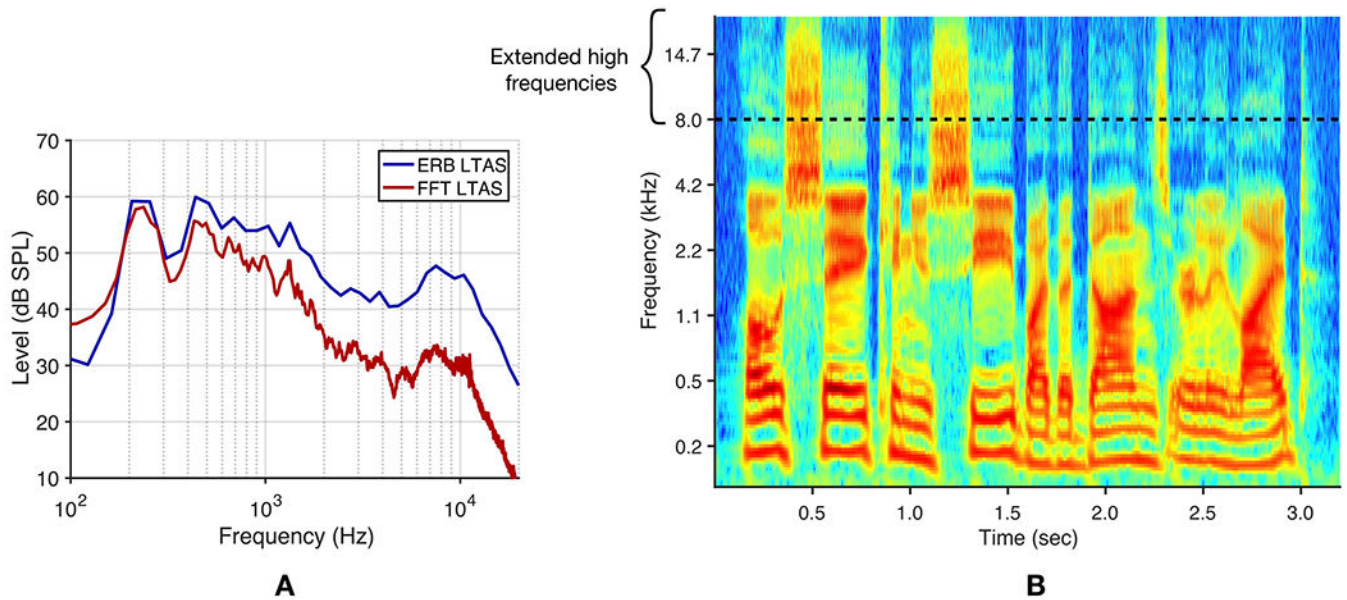 Extended high
frequencies
14.7
8.0
4.2
2.2
1.1
0.5
0.2
Frequency (kHz)
0.5 1.0 1.5 2.0 2.5 3.0
Time (sec)
B
70
60
50
40
30
20
10
Level (dB SPL)
ERB LTAS
FFT LTAS
10² 10³ 10⁴
Frequency (Hz)
A